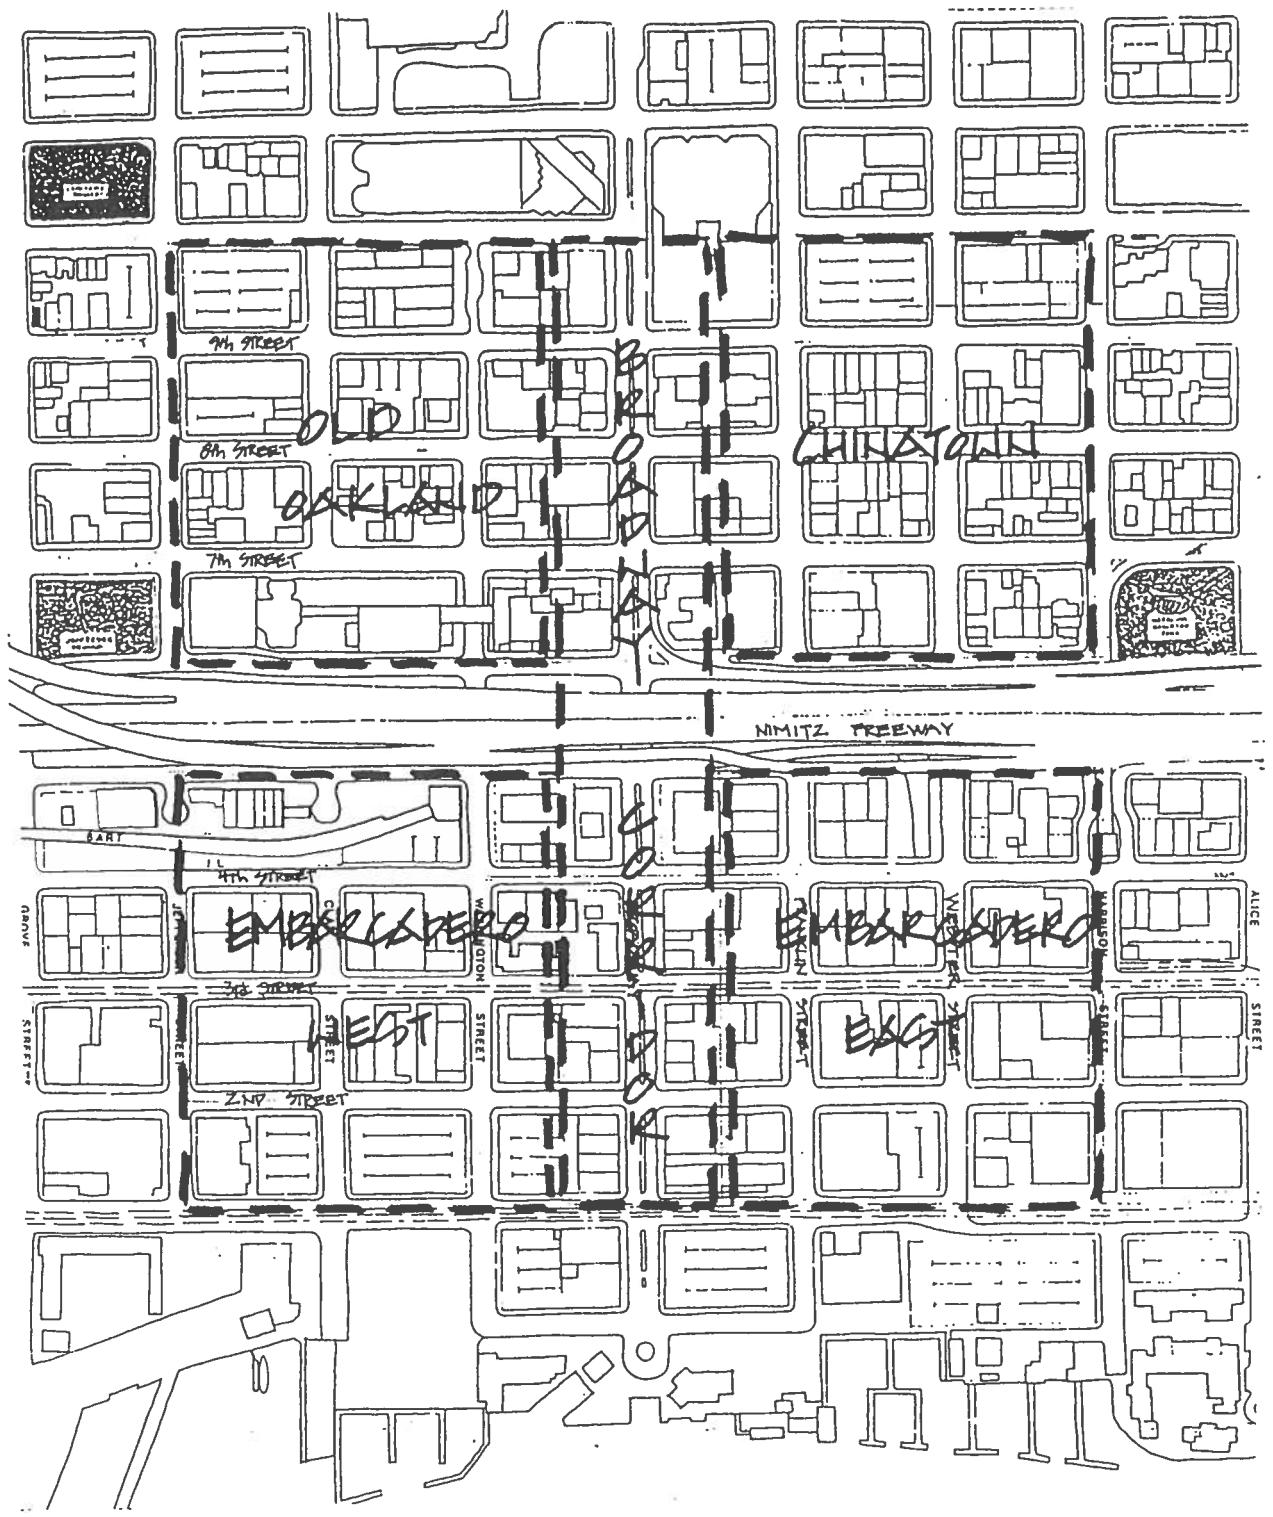 9th STREET
OLD
8th STREET
OAKLAND
CHINATOWN
BROADWAY
7th STREET
NIMITZ FREEWAY
BART
4th STREET
CORRIDOR
EMBARCADERO
WEST
EMBARCADERO
EAST
GROVE
STREET
STREET
WASHINGTON
STREET
FRANKLIN
STREET
WEBSTER
STREET
HARRISON
STREET
ALICE
STREET
3rd STREET
2ND STREET